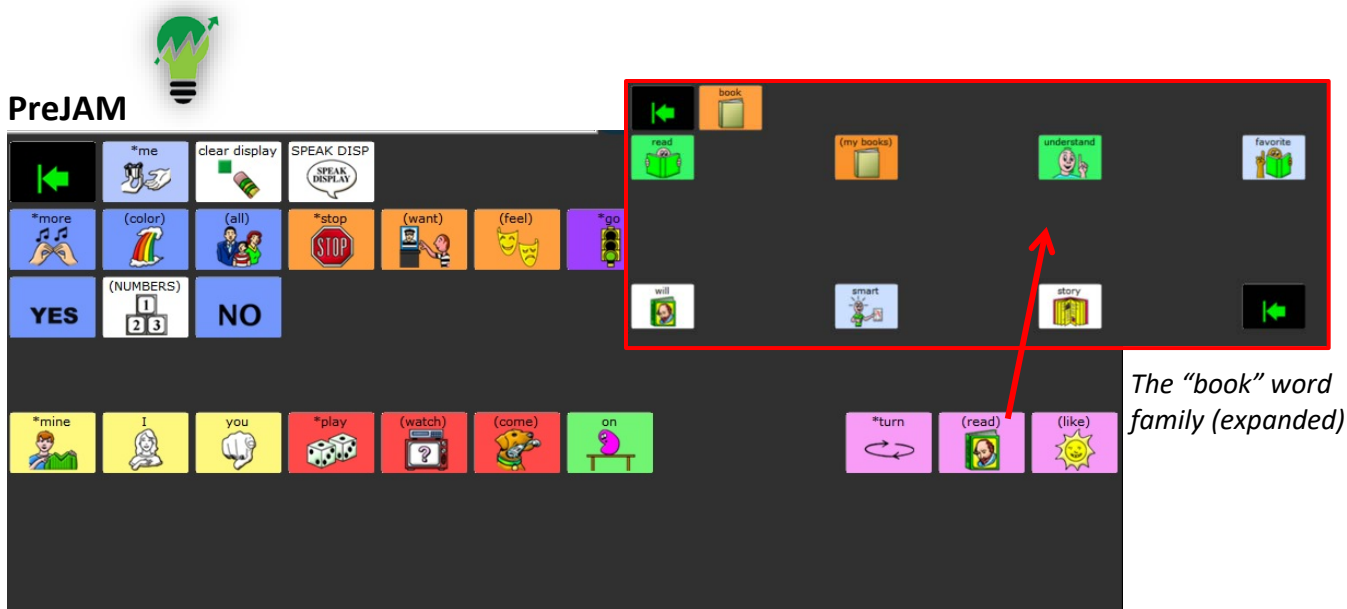 PreJAM
*me
clear display
SPEAK DISP
SPEAK
DISPLAY
*more
(color)
(all)
*stop
STOP
(want)
(feel)
*go
YES
(NUMBERS)
1
2 3
NO
*mine
I
you
*play
(watch)
?
(come)
on
*turn
(read)
(like)
book
read
(my books)
understand
favorite
will
smart
story
The “book” word
family (expanded)